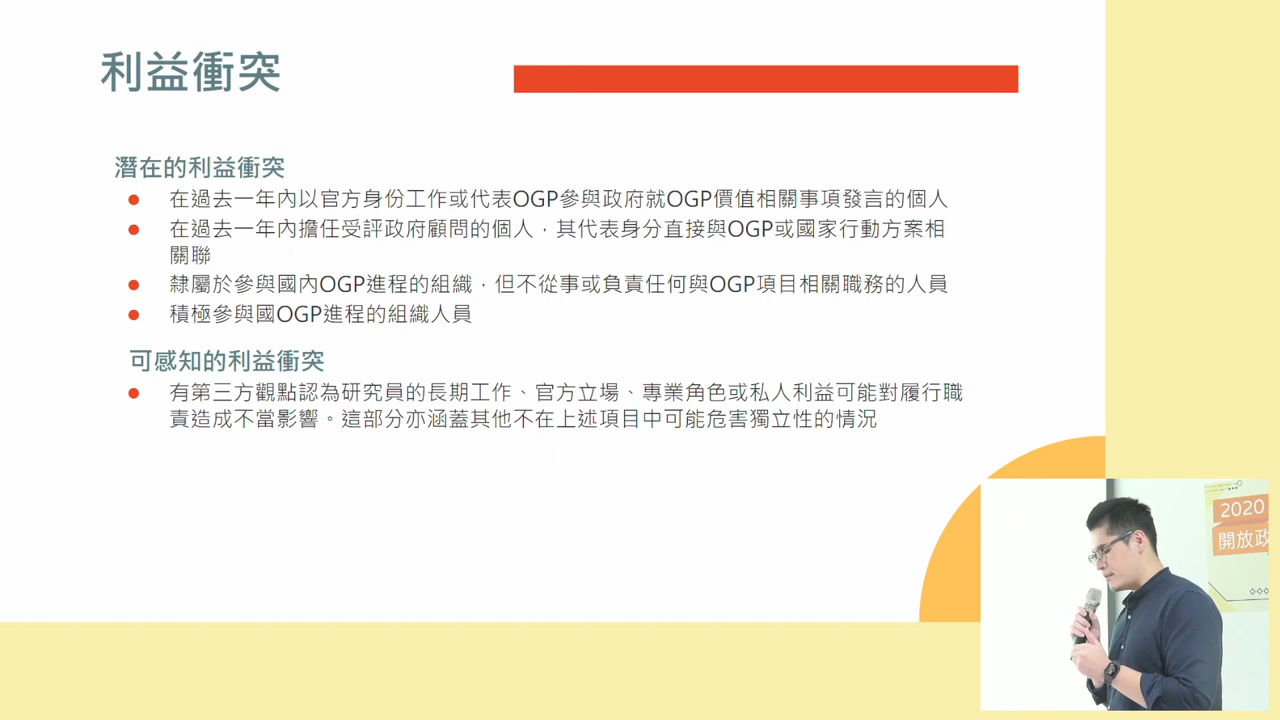 利益衝突
潛在的利益衝突
在過去一年內以官方身份工作或代表OGP參與政府就OGP價值相關事項發言的個人
在過去一年內擔任受評政府顧問的個人，其代表身分直接與OGP或國家行動方案相
關聯
隸屬於參與國內OGP進程的組織，但不從事或負責任何與OGP項目相關職務的人員
積極參與國OGP進程的組織人員
可感知的利益衝突
有第三方觀點認為研究員的長期工作、官方立場、專業角色或私人利益可能對履行職
責造成不當影響。這部分亦涵蓋其他不在上述項目中可能危害獨立性的情況
2020
開放政